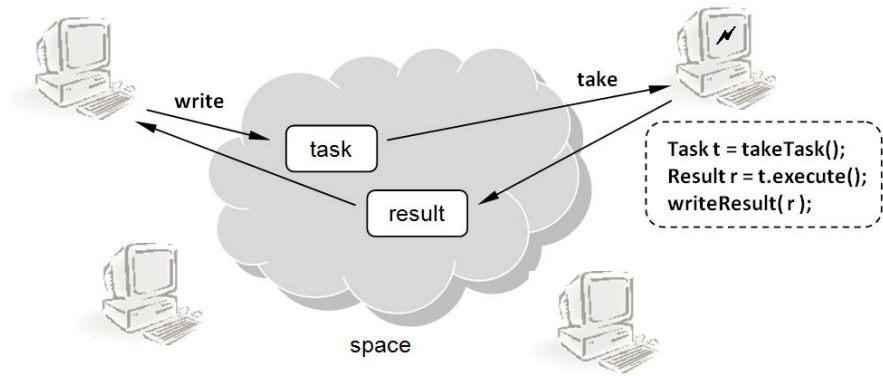 write
take
task
result
Task t = takeTask();
Result r = t.execute();
writeResult( r );
space